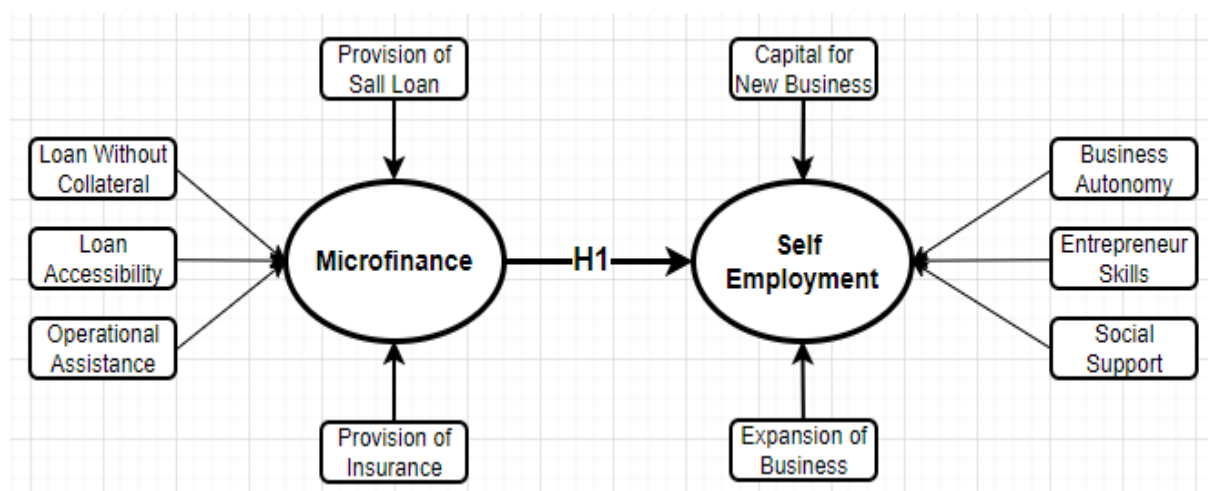 Provision of
Sall Loan
Capital for
New Business
Loan Without
Collateral
Business
Autonomy
Loan
Accessibility
Microfinance
H1
Self
Employment
Entrepreneur
Skills
Operational
Assistance
Social
Support
Provision of
Insurance
Expansion of
Business